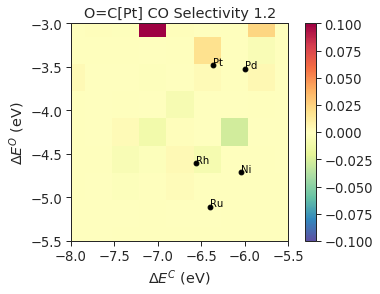 O=C[Pt] CO Selectivity 1.2
−3.0
−3.5
−4.0
−4.5
−5.0
−5.5
ΔE^O (eV)
Pt
Pd
Rh
Ni
Ru
−8.0 −7.5 −7.0 −6.5 −6.0 −5.5
ΔE^C (eV)
0.100
0.075
0.050
0.025
0.000
−0.025
−0.050
−0.075
−0.100